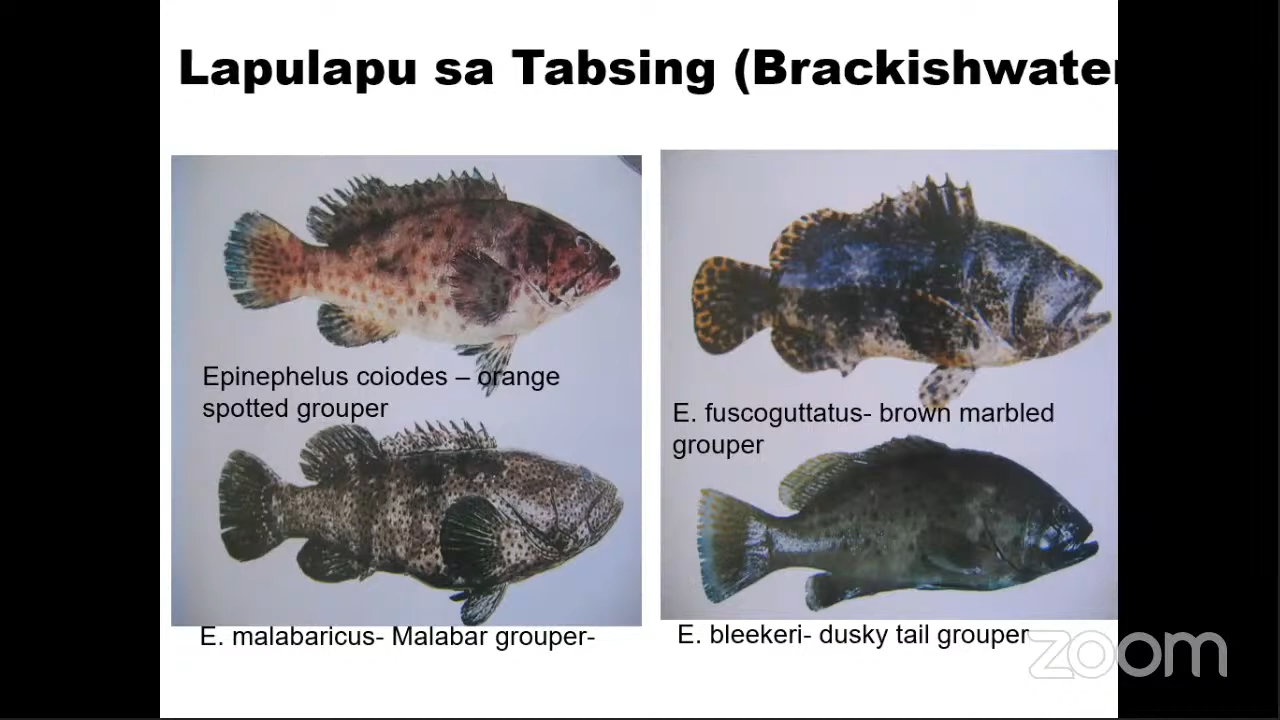 Lapulapu sa Tabsing (Brackishwater
Epinephelus coiodes – orange
spotted grouper
E. fuscoguttatus- brown marbled
grouper
E. malabaricus- Malabar grouper-
E. bleekeri- dusky tail grouper
zoom